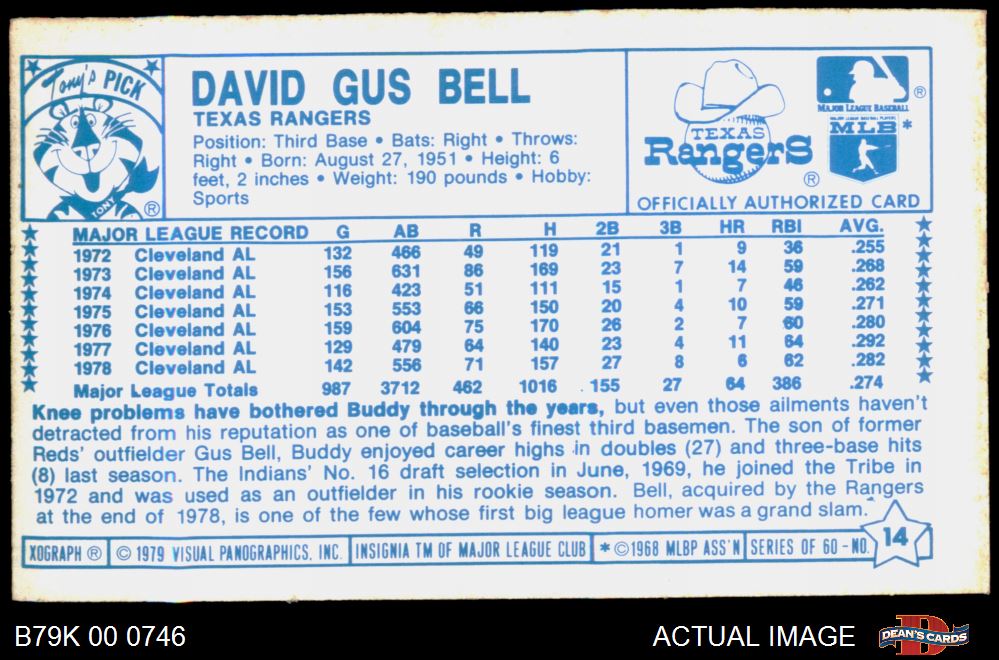 Tony's PICK
TONY
®
DAVID GUS BELL
TEXAS RANGERS
Position: Third Base • Bats: Right • Throws:
Right • Born: August 27, 1951 • Height: 6
feet, 2 inches • Weight: 190 pounds • Hobby:
Sports
TEXAS
RangerS
®
MAJOR LEAGUE BASEBALL
®
MAJOR LEAGUE BASEBALL PLAYERS
MLB *
OFFICIALLY AUTHORIZED CARD
MAJOR LEAGUE RECORD G AB R H 2B 3B HR RBI AVG.
1972 Cleveland AL 132 466 49 119 21 1 9 36 .255
1973 Cleveland AL 156 631 86 169 23 7 14 59 .268
1974 Cleveland AL 116 423 51 111 15 1 7 46 .262
1975 Cleveland AL 153 553 66 150 20 4 10 59 .271
1976 Cleveland AL 159 604 75 170 26 2 7 60 .280
1977 Cleveland AL 129 479 64 140 23 4 11 64 .292
1978 Cleveland AL 142 556 71 157 27 8 6 62 .282
Major League Totals 987 3712 462 1016 155 27 64 386 .274
Knee problems have bothered Buddy through the years, but even those ailments haven't
detracted from his reputation as one of baseball's finest third basemen. The son of former
Reds' outfielder Gus Bell, Buddy enjoyed career highs in doubles (27) and three-base hits
(8) last season. The Indians' No. 16 draft selection in June, 1969, he joined the Tribe in
1972 and was used as an outfielder in his rookie season. Bell, acquired by the Rangers
at the end of 1978, is one of the few whose first big league homer was a grand slam.
XOGRAPH ® © 1979 VISUAL PANOGRAPHICS, INC. INSIGNIA TM OF MAJOR LEAGUE CLUB * ©1968 MLBP ASS'N SERIES OF 60-NO. 14
B79K 00 0746
ACTUAL IMAGE
DEAN'S CARDS